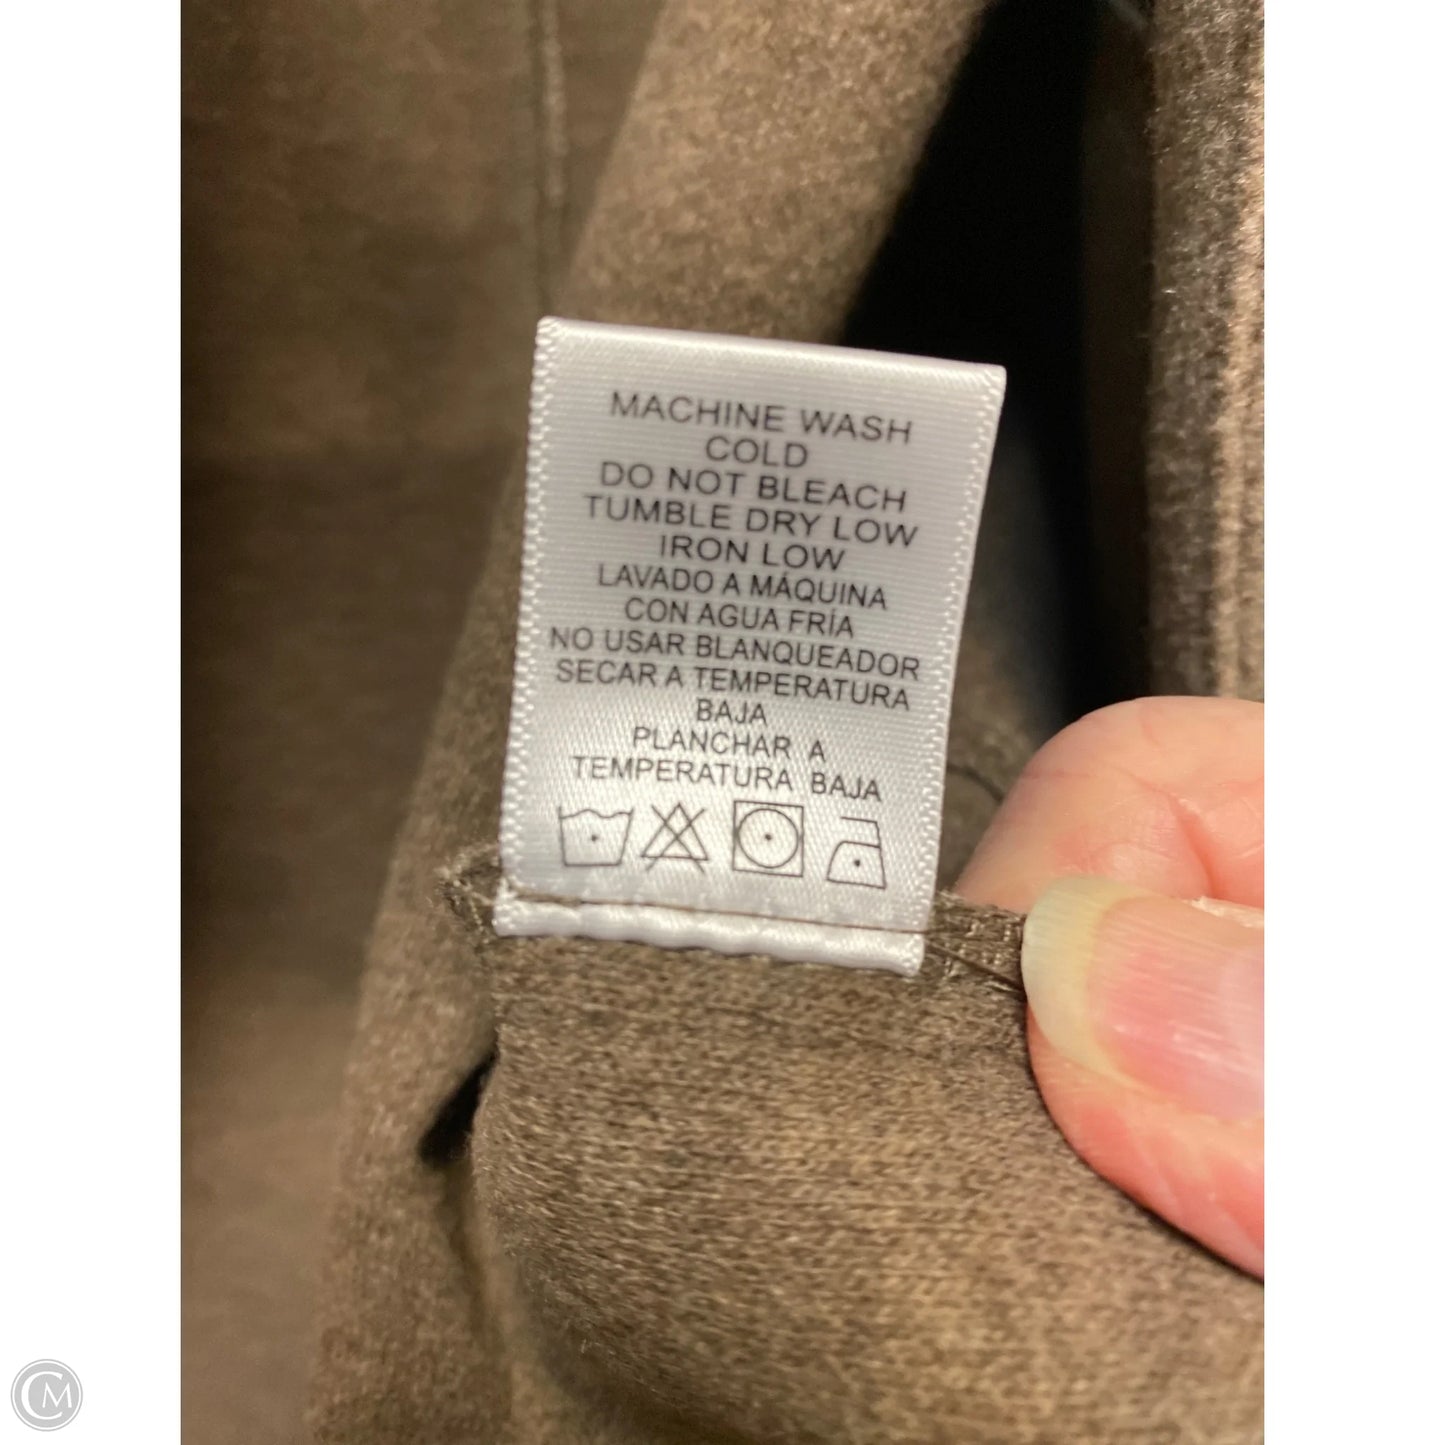 MACHINE WASH
COLD
DO NOT BLEACH
TUMBLE DRY LOW
IRON LOW
LAVADO A MÁQUINA
CON AGUA FRÍA
NO USAR BLANQUEADOR
SECAR A TEMPERATURA
BAJA
PLANCHAR A
TEMPERATURA BAJA
CM